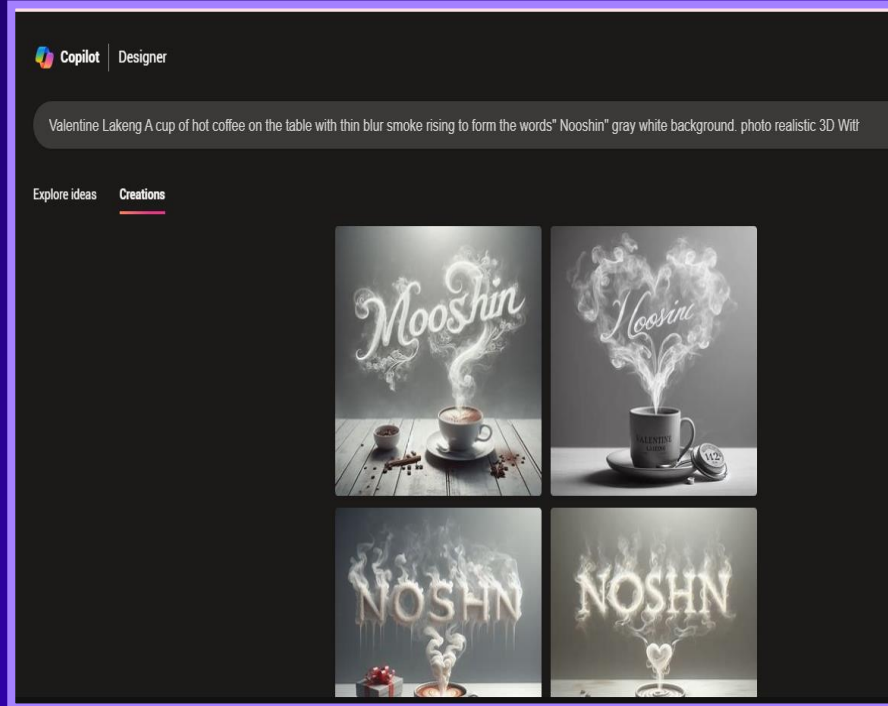 Copilot | Designer
Valentine Lakeng A cup of hot coffee on the table with thin blur smoke rising to form the words" Nooshin" gray white background. photo realistic 3D With
Explore ideas Creations
Mooshin
VALENTINE
NOSHN
NOSHN